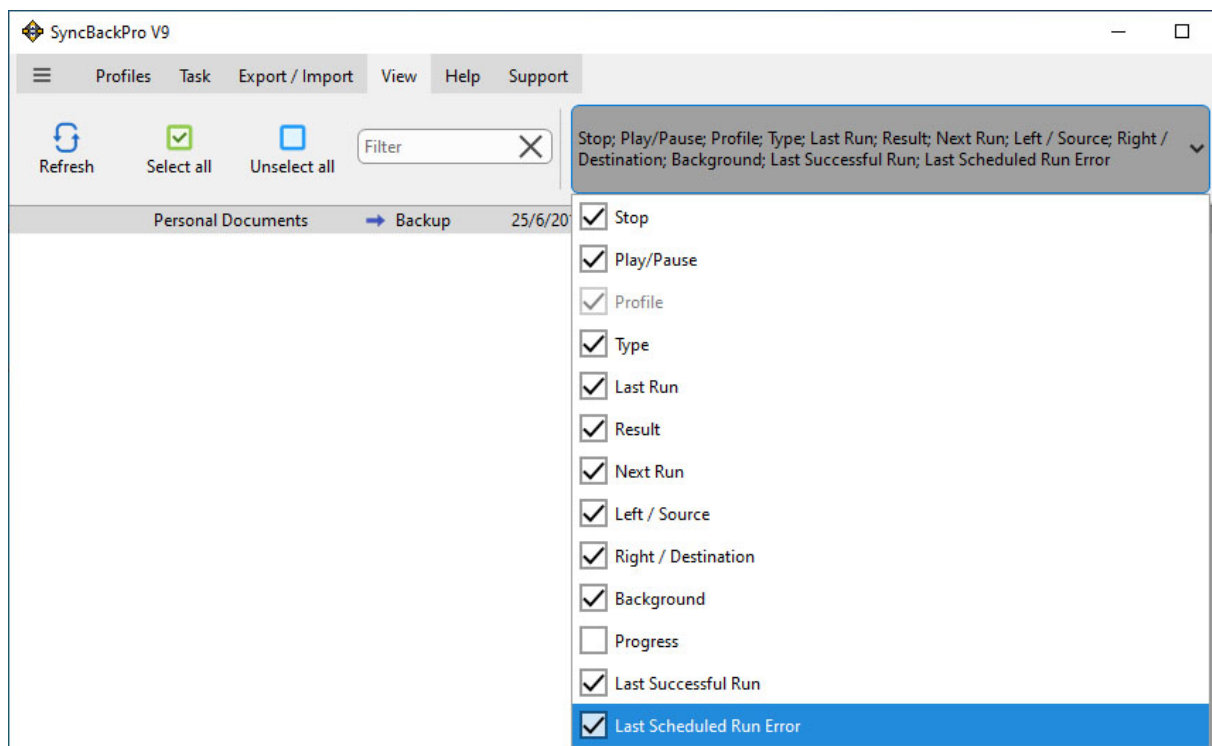 SyncBackPro V9
Profiles Task Export / Import View Help Support
Refresh
Select all
Unselect all
Filter
Stop; Play/Pause; Profile; Type; Last Run; Result; Next Run; Left / Source; Right /
Destination; Background; Last Successful Run; Last Scheduled Run Error
Personal Documents Backup 25/6/20
Stop
Play/Pause
Profile
Type
Last Run
Result
Next Run
Left / Source
Right / Destination
Background
Progress
Last Successful Run
Last Scheduled Run Error